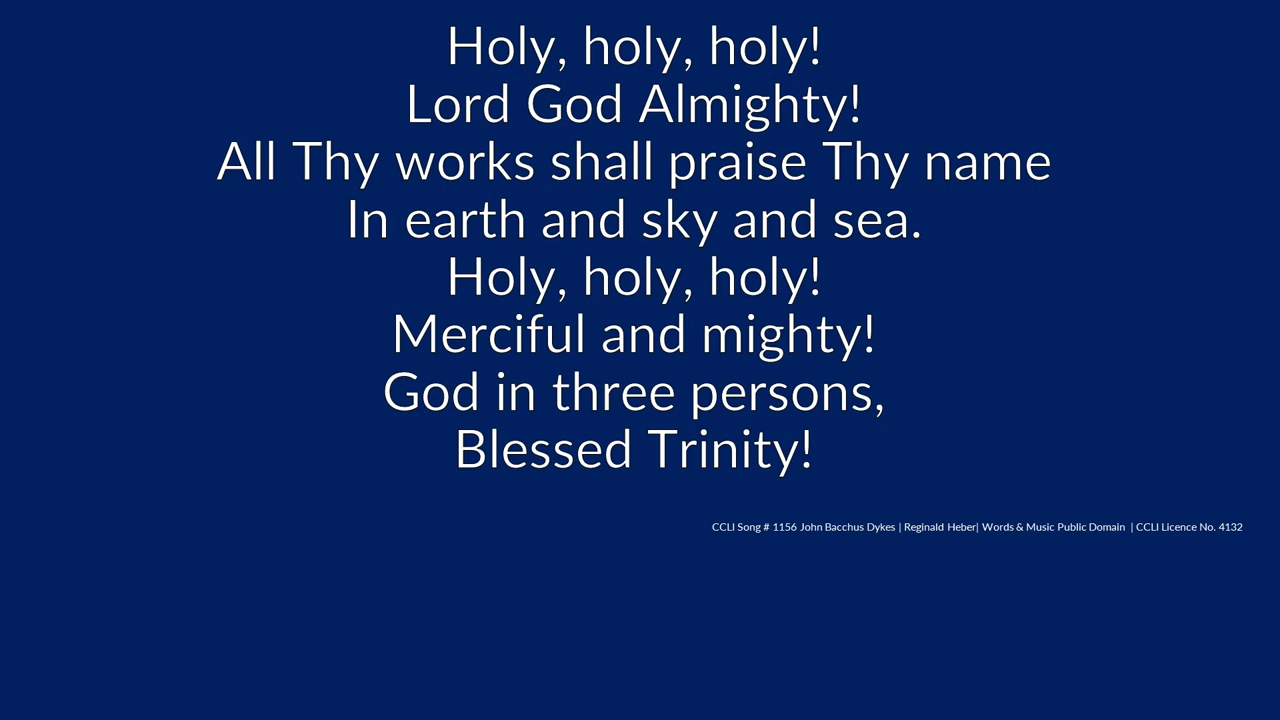 Holy, holy, holy!
Lord God Almighty!
All Thy works shall praise Thy name
In earth and sky and sea.
Holy, holy, holy!
Merciful and mighty!
God in three persons,
Blessed Trinity!
CCLI Song # 1156 John Bacchus Dykes | Reginald Heber| Words & Music Public Domain | CCLI Licence No. 4132